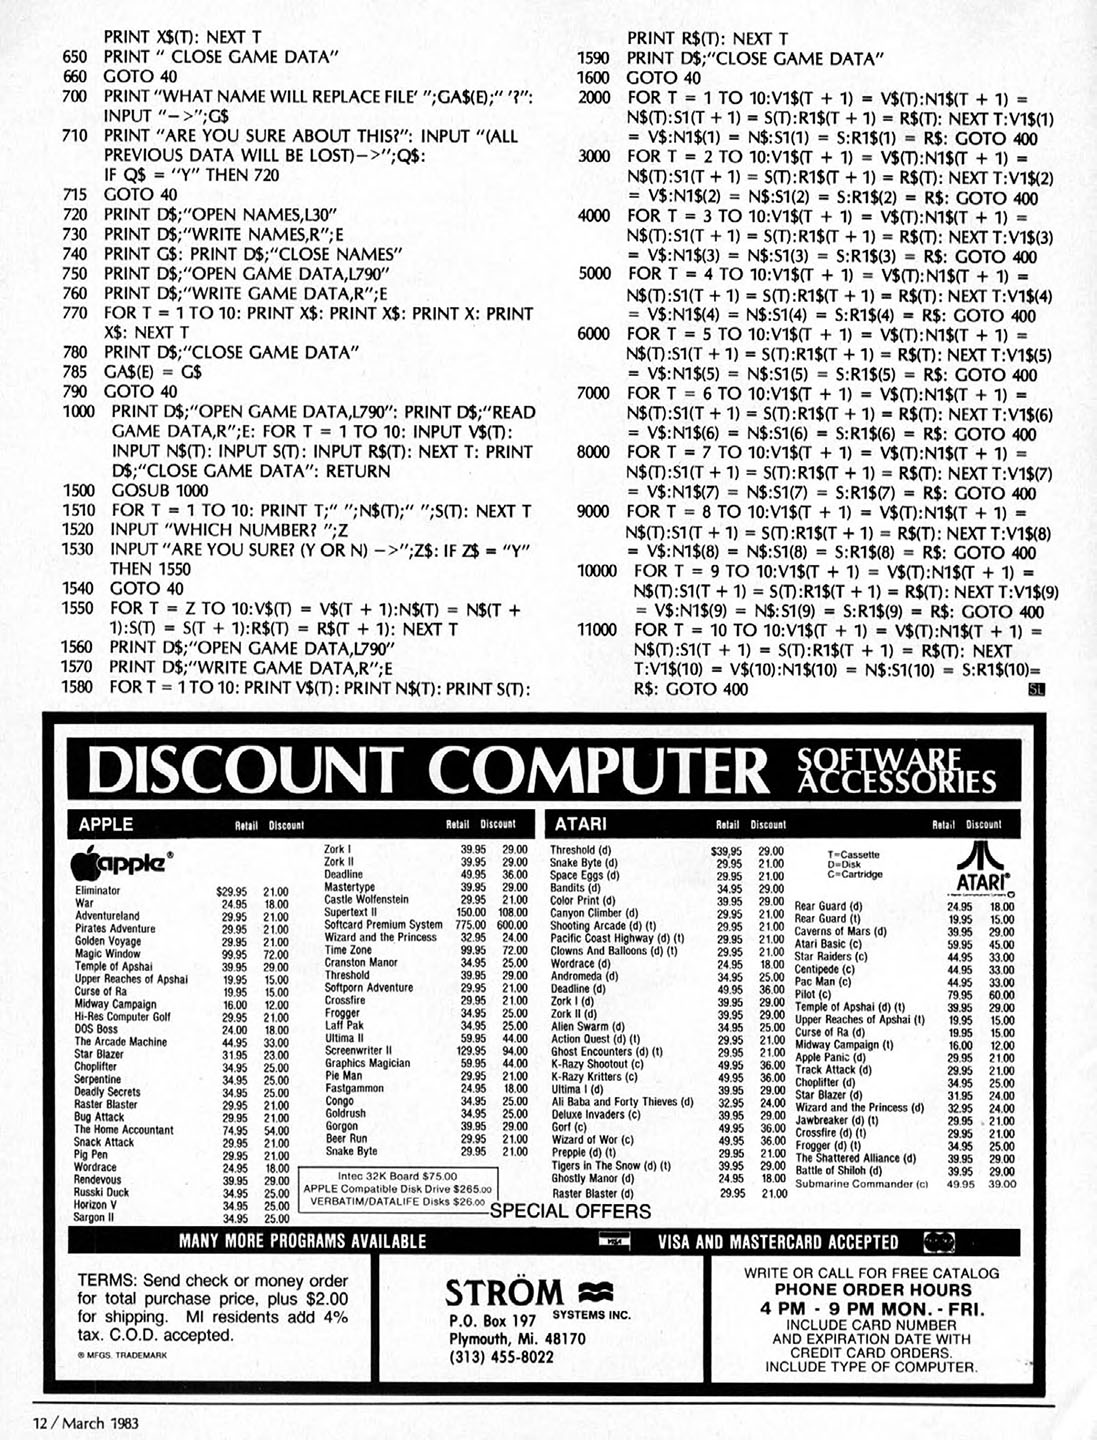 PRINT X$(T): NEXT T
650 PRINT " CLOSE GAME DATA"
660 GOTO 40
700 PRINT "WHAT NAME WILL REPLACE FILE' ";GA$(E);" '?":
INPUT "->";G$
710 PRINT "ARE YOU SURE ABOUT THIS?": INPUT "(ALL
PREVIOUS DATA WILL BE LOST)->";Q$:
IF Q$ = "Y" THEN 720
715 GOTO 40
720 PRINT D$;"OPEN NAMES,L30"
730 PRINT D$;"WRITE NAMES,R";E
740 PRINT G$: PRINT D$;"CLOSE NAMES"
750 PRINT D$;"OPEN GAME DATA,L790"
760 PRINT D$;"WRITE GAME DATA,R";E
770 FOR T = 1 TO 10: PRINT X$: PRINT X$: PRINT X: PRINT
X$: NEXT T
780 PRINT D$;"CLOSE GAME DATA"
785 GA$(E) = G$
790 GOTO 40
1000 PRINT D$;"OPEN GAME DATA,L790": PRINT D$;"READ
GAME DATA,R";E: FOR T = 1 TO 10: INPUT V$(T):
INPUT N$(T): INPUT S(T): INPUT R$(T): NEXT T: PRINT
D$;"CLOSE GAME DATA": RETURN
1500 GOSUB 1000
1510 FOR T = 1 TO 10: PRINT T;" ";N$(T);" ";S(T): NEXT T
1520 INPUT "WHICH NUMBER? ";Z
1530 INPUT "ARE YOU SURE? (Y OR N) ->";Z$: IF Z$ = "Y"
THEN 1550
1540 GOTO 40
1550 FOR T = Z TO 10:V$(T) = V$(T + 1):N$(T) = N$(T +
1):S(T) = S(T + 1):R$(T) = R$(T + 1): NEXT T
1560 PRINT D$;"OPEN GAME DATA,L790"
1570 PRINT D$;"WRITE GAME DATA,R";E
1580 FOR T = 1 TO 10: PRINT V$(T): PRINT N$(T): PRINT S(T):
PRINT R$(T): NEXT T
1590 PRINT D$;"CLOSE GAME DATA"
1600 GOTO 40
2000 FOR T = 1 TO 10:V1$(T + 1) = V$(T):N1$(T + 1) =
N$(T):S1(T + 1) = S(T):R1$(T + 1) = R$(T): NEXT T:V1$(1)
= V$:N1$(1) = N$:S1(1) = S:R1$(1) = R$: GOTO 400
3000 FOR T = 2 TO 10:V1$(T + 1) = V$(T):N1$(T + 1) =
N$(T):S1(T + 1) = S(T):R1$(T + 1) = R$(T): NEXT T:V1$(2)
= V$:N1$(2) = N$:S1(2) = S:R1$(2) = R$: GOTO 400
4000 FOR T = 3 TO 10:V1$(T + 1) = V$(T):N1$(T + 1) =
N$(T):S1(T + 1) = S(T):R1$(T + 1) = R$(T): NEXT T:V1$(3)
= V$:N1$(3) = N$:S1(3) = S:R1$(3) = R$: GOTO 400
5000 FOR T = 4 TO 10:V1$(T + 1) = V$(T):N1$(T + 1) =
N$(T):S1(T + 1) = S(T):R1$(T + 1) = R$(T): NEXT T:V1$(4)
= V$:N1$(4) = N$:S1(4) = S:R1$(4) = R$: GOTO 400
6000 FOR T = 5 TO 10:V1$(T + 1) = V$(T):N1$(T + 1) =
N$(T):S1(T + 1) = S(T):R1$(T + 1) = R$(T): NEXT T:V1$(5)
= V$:N1$(5) = N$:S1(5) = S:R1$(5) = R$: GOTO 400
7000 FOR T = 6 TO 10:V1$(T + 1) = V$(T):N1$(T + 1) =
N$(T):S1(T + 1) = S(T):R1$(T + 1) = R$(T): NEXT T:V1$(6)
= V$:N1$(6) = N$:S1(6) = S:R1$(6) = R$: GOTO 400
8000 FOR T = 7 TO 10:V1$(T + 1) = V$(T):N1$(T + 1) =
N$(T):S1(T + 1) = S(T):R1$(T + 1) = R$(T): NEXT T:V1$(7)
= V$:N1$(7) = N$:S1(7) = S:R1$(7) = R$: GOTO 400
9000 FOR T = 8 TO 10:V1$(T + 1) = V$(T):N1$(T + 1) =
N$(T):S1(T + 1) = S(T):R1$(T + 1) = R$(T): NEXT T:V1$(8)
= V$:N1$(8) = N$:S1(8) = S:R1$(8) = R$: GOTO 400
10000 FOR T = 9 TO 10:V1$(T + 1) = V$(T):N1$(T + 1) =
N$(T):S1(T + 1) = S(T):R1$(T + 1) = R$(T): NEXT T:V1$(9)
= V$:N1$(9) = N$:S1(9) = S:R1$(9) = R$: GOTO 400
11000 FOR T = 10 TO 10:V1$(T + 1) = V$(T):N1$(T + 1) =
N$(T):S1(T + 1) = S(T):R1$(T + 1) = R$(T): NEXT
T:V1$(10) = V$(10):N1$(10) = N$:S1(10) = S:R1$(10)=
R$: GOTO 400 SL
DISCOUNT COMPUTER SOFTWARE ACCESSORIES
APPLE Retail Discount
apple®
Eliminator $29.95 21.00
War 24.95 18.00
Adventureland 29.95 21.00
Pirates Adventure 29.95 21.00
Golden Voyage 29.95 21.00
Magic Window 99.95 72.00
Temple of Apshai 39.95 29.00
Upper Reaches of Apshai 19.95 15.00
Curse of Ra 19.95 15.00
Midway Campaign 16.00 12.00
Hi-Res Computer Golf 29.95 21.00
DOS Boss 24.00 18.00
The Arcade Machine 44.95 33.00
Star Blazer 31.95 23.00
Choplifter 34.95 25.00
Serpentine 34.95 25.00
Deadly Secrets 34.95 25.00
Raster Blaster 29.95 21.00
Bug Attack 29.95 21.00
The Home Accountant 74.95 54.00
Snack Attack 29.95 21.00
Pig Pen 29.95 21.00
Wordrace 24.95 18.00
Rendevous 39.95 29.00
Russki Duck 34.95 25.00
Horizon V 34.95 25.00
Sargon II 34.95 25.00
Retail Discount
Zork I 39.95 29.00
Zork II 39.95 29.00
Deadline 49.95 36.00
Mastertype 39.95 29.00
Castle Wolfenstein 29.95 21.00
Supertext II 150.00 108.00
Softcard Premium System 775.00 600.00
Wizard and the Princess 32.95 24.00
Time Zone 99.95 72.00
Cranston Manor 34.95 25.00
Threshold 39.95 29.00
Softporn Adventure 29.95 21.00
Crossfire 29.95 21.00
Frogger 34.95 25.00
Laff Pak 34.95 25.00
Ultima II 59.95 44.00
Screenwriter II 129.95 94.00
Graphics Magician 59.95 44.00
Pie Man 29.95 21.00
Fastgammon 24.95 18.00
Congo 34.95 25.00
Goldrush 34.95 25.00
Gorgon 39.95 29.00
Beer Run 29.95 21.00
Snake Byte 29.95 21.00
Intec 32K Board $75.00
APPLE Compatible Disk Drive $265.00
VERBATIM/DATALIFE Disks $26.00
SPECIAL OFFERS
ATARI Retail Discount
Threshold (d) $39,95 29.00
Snake Byte (d) 29.95 21.00
Space Eggs (d) 29.95 21.00
Bandits (d) 34.95 29.00
Color Print (d) 39.95 29.00
Canyon Climber (d) 29.95 21.00
Shooting Arcade (d) (t) 29.95 21.00
Pacific Coast Highway (d) (t) 29.95 21.00
Clowns And Balloons (d) (t) 29.95 21.00
Wordrace (d) 24.95 18.00
Andromeda (d) 34.95 25.00
Deadline (d) 49.95 36.00
Zork I (d) 39.95 29.00
Zork II (d) 39.95 29.00
Alien Swarm (d) 34.95 25.00
Action Quest (d) (t) 29.95 21.00
Ghost Encounters (d) (t) 29.95 21.00
K-Razy Shootout (c) 49.95 36.00
K-Razy Kritters (c) 49.95 36.00
Ultima I (d) 39.95 29.00
Ali Baba and Forty Thieves (d) 32.95 24.00
Deluxe Invaders (c) 39.95 29.00
Gorf (c) 49.95 36.00
Wizard of Wor (c) 49.95 36.00
Preppie (d) (t) 29.95 21.00
Tigers in The Snow (d) (t) 39.95 29.00
Ghostly Manor (d) 24.95 18.00
Raster Blaster (d) 29.95 21.00
Retail Discount
T=Cassette
D=Disk
C=Cartridge
ATARI®
Rear Guard (d) 24.95 18.00
Rear Guard (t) 19.95 15.00
Caverns of Mars (d) 39.95 29.00
Atari Basic (c) 59.95 45.00
Star Raiders (c) 44.95 33.00
Centipede (c) 44.95 33.00
Pac Man (c) 44.95 33.00
Pilot (c) 79.95 60.00
Temple of Apshai (d) (t) 39.95 29.00
Upper Reaches of Apshai (t) 19.95 15.00
Curse of Ra (d) 19.95 15.00
Midway Campaign (t) 16.00 12.00
Apple Panic (d) 29.95 21.00
Track Attack (d) 29.95 21.00
Choplifter (d) 34.95 25.00
Star Blazer (d) 31.95 24.00
Wizard and the Princess (d) 32.95 24.00
Jawbreaker (d) (t) 29.95 21.00
Crossfire (d) (t) 29.95 21.00
Frogger (d) (t) 34.95 25.00
The Shattered Alliance (d) 39.95 29.00
Battle of Shiloh (d) 39.95 29.00
Submarine Commander (c) 49.95 39.00
MANY MORE PROGRAMS AVAILABLE VISA VISA AND MASTERCARD ACCEPTED
TERMS: Send check or money order
for total purchase price, plus $2.00
for shipping. MI residents add 4%
tax. C.O.D. accepted.
® MFGS. TRADEMARK
STRÖM
SYSTEMS INC.
P.O. Box 197
Plymouth, Mi. 48170
(313) 455-8022
WRITE OR CALL FOR FREE CATALOG
PHONE ORDER HOURS
4 PM - 9 PM MON. - FRI.
INCLUDE CARD NUMBER
AND EXPIRATION DATE WITH
CREDIT CARD ORDERS.
INCLUDE TYPE OF COMPUTER.
12 / March 1983